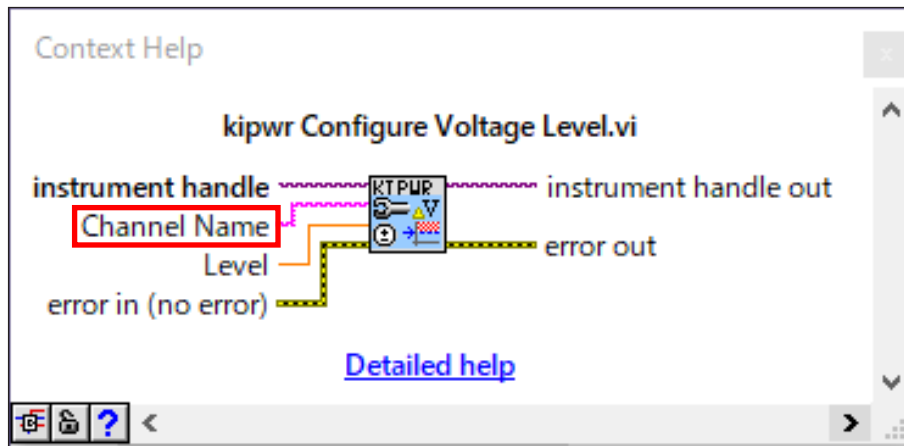 Context Help
x
kipwr Configure Voltage Level.vi
instrument handle
KIPWR
instrument handle out
Channel Name
V
Level
error out
error in (no error)
Detailed help
?